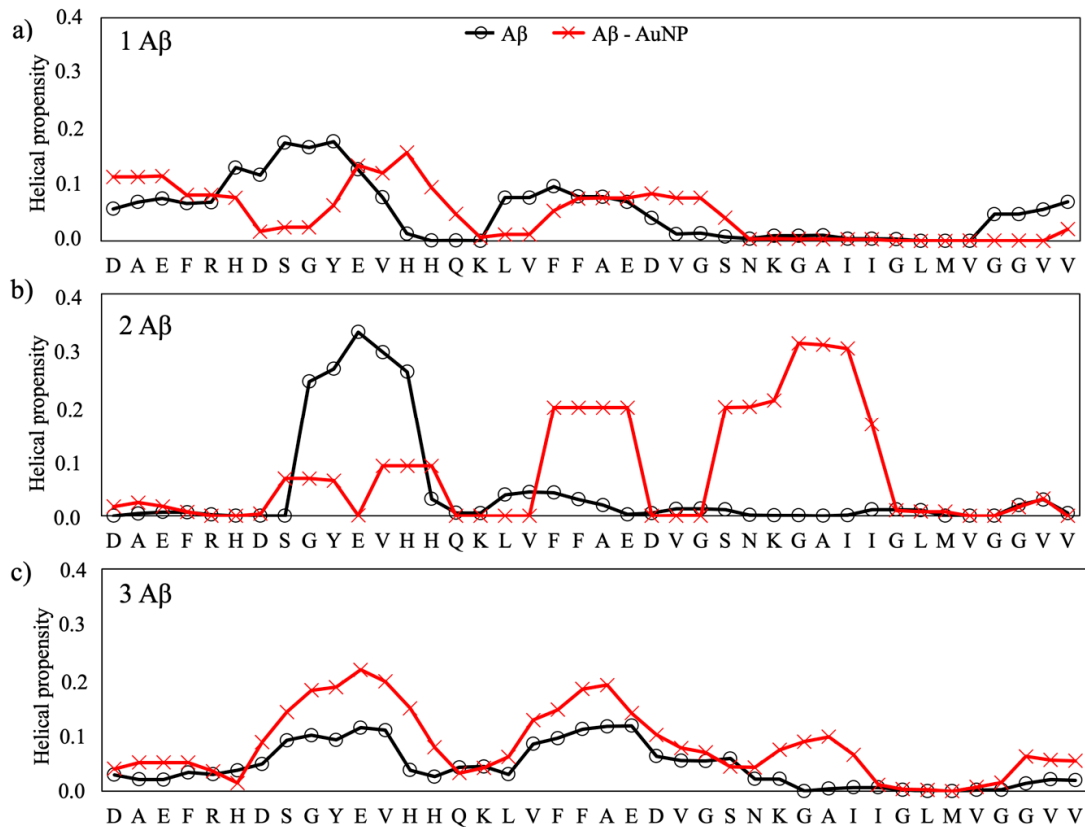 a)
1 Aβ
Aβ
Aβ - AuNP
Helical propensity
0.4
0.3
0.2
0.1
0.0
D A E F R H D S G Y E V H H Q K L V F F A E D V G S N K G A I I G L M V G G V V
b)
2 Aβ
Helical propensity
0.4
0.3
0.2
0.1
0.0
D A E F R H D S G Y E V H H Q K L V F F A E D V G S N K G A I I G L M V G G V V
c)
3 Aβ
Helical propensity
0.4
0.3
0.2
0.1
0.0
D A E F R H D S G Y E V H H Q K L V F F A E D V G S N K G A I I G L M V G G V V